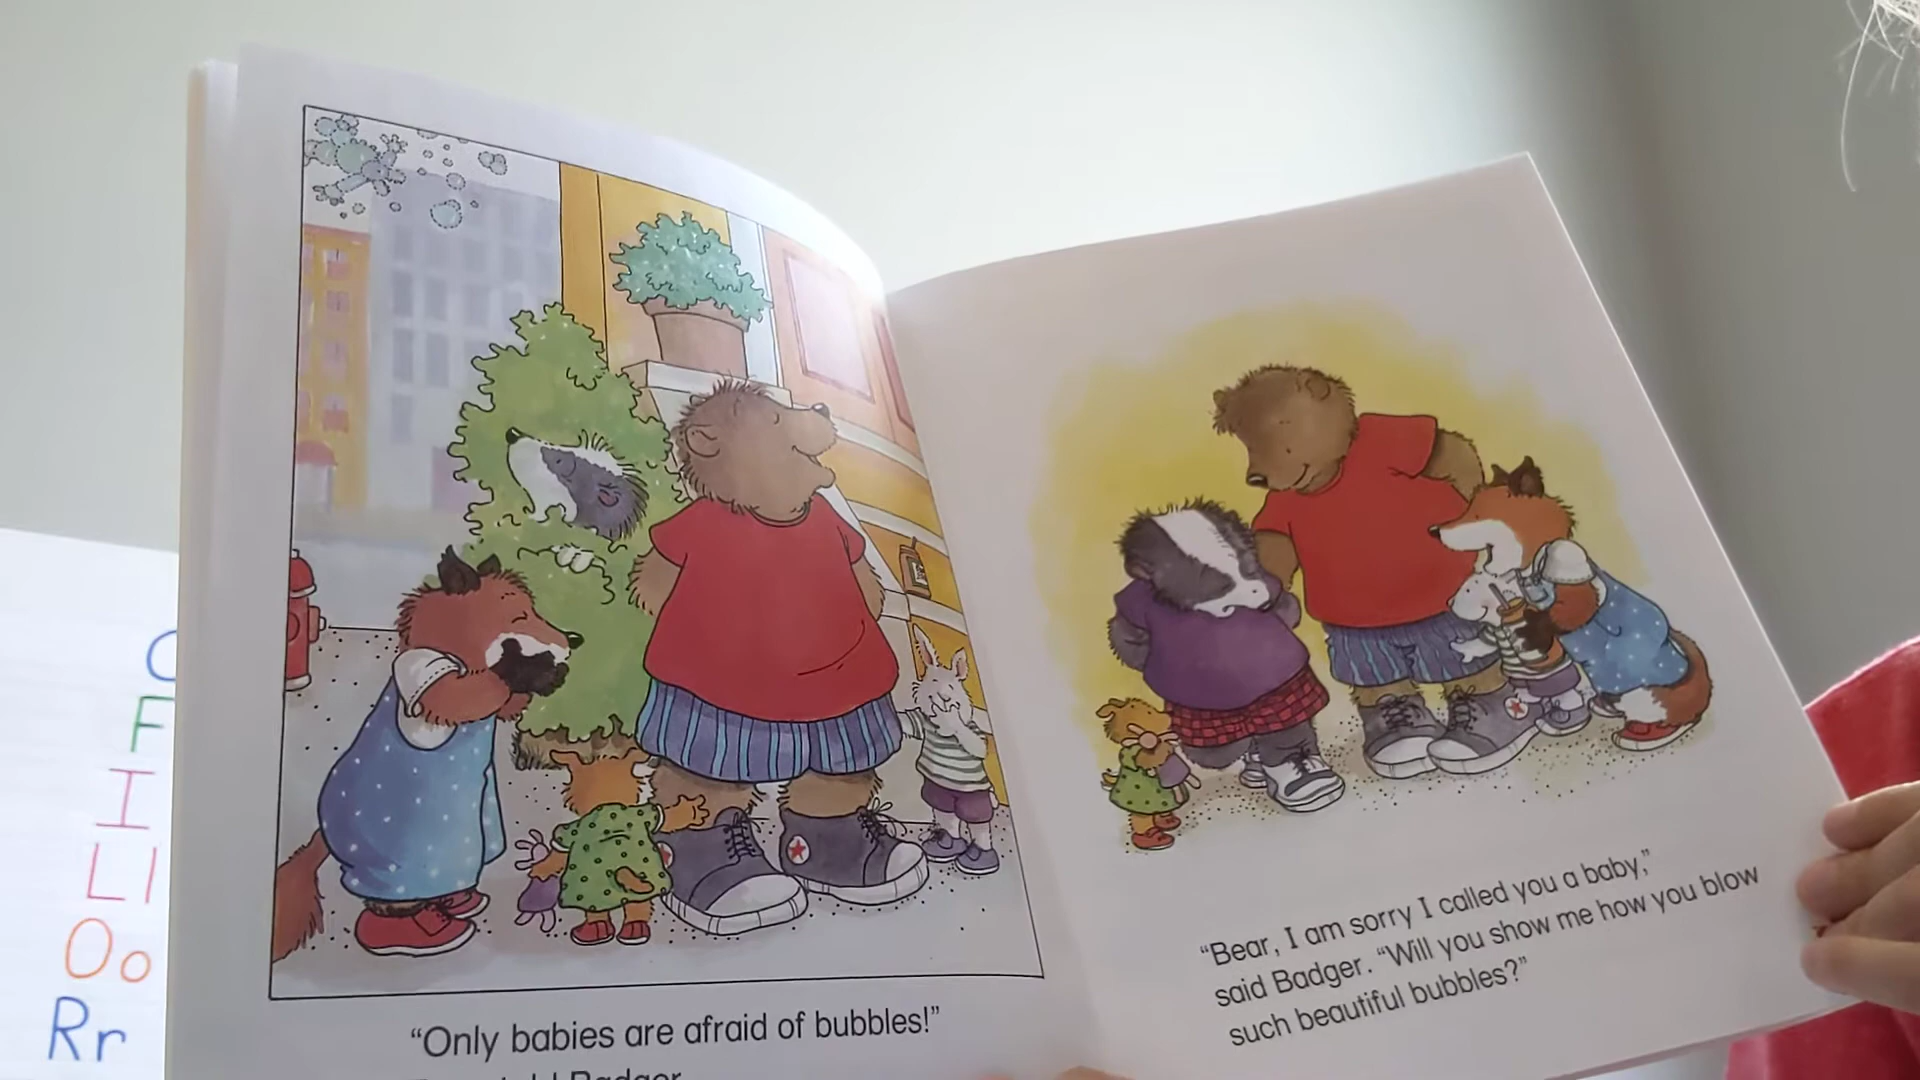 F
I
Ll
Oo
Rr
“Only babies are afraid of bubbles!”
Badger.
“Bear, I am sorry I called you a baby,”
said Badger. “Will you show me how you blow
such beautiful bubbles?”